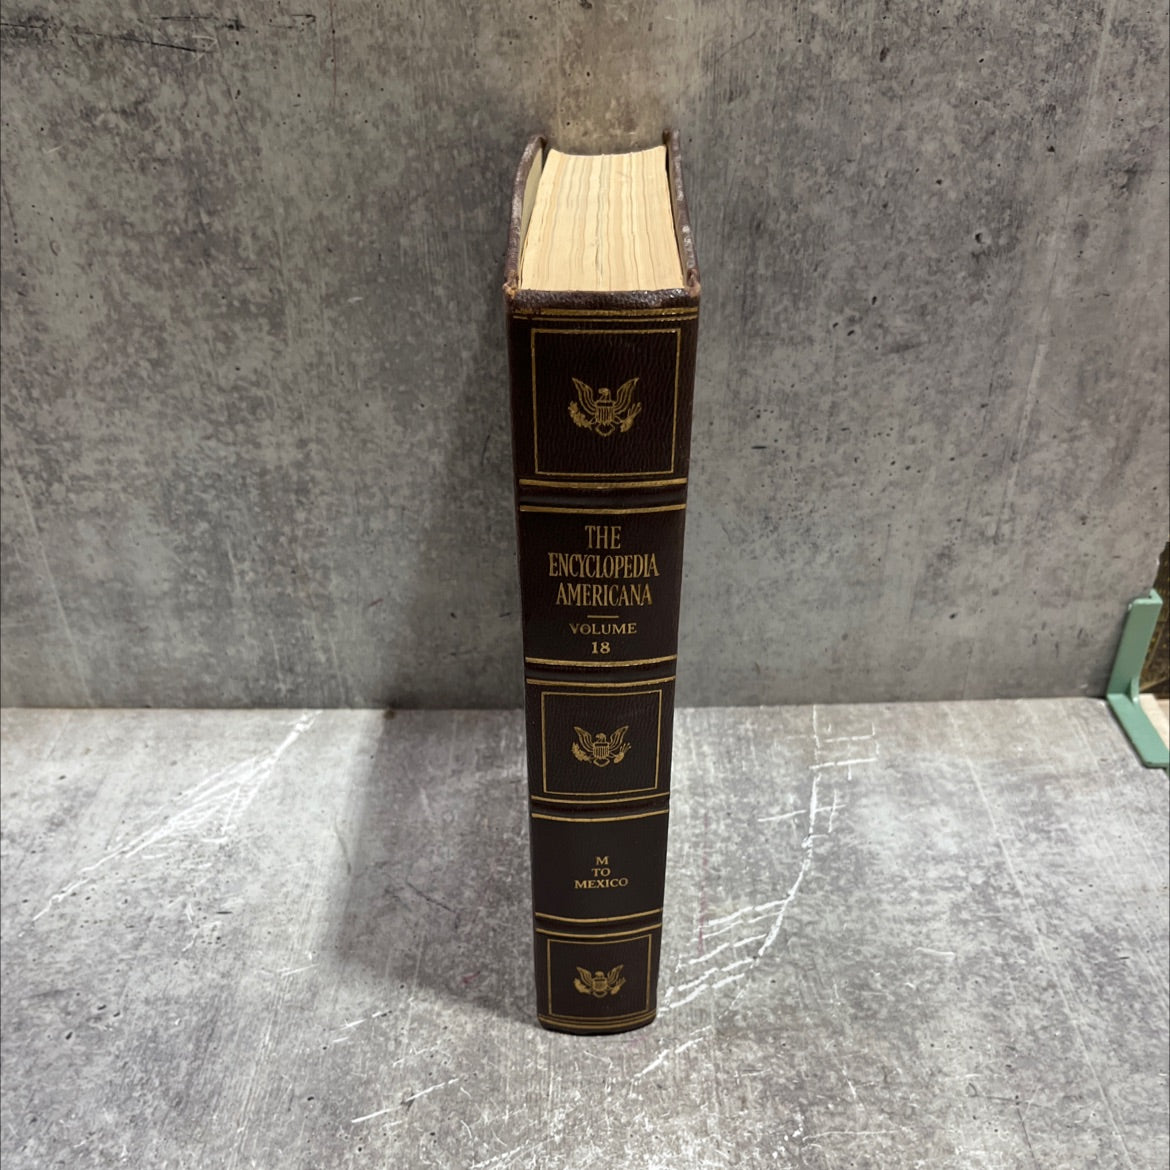 THE
ENCYCLOPEDIA
AMERICANA
VOLUME
18
M
TO
MEXICO